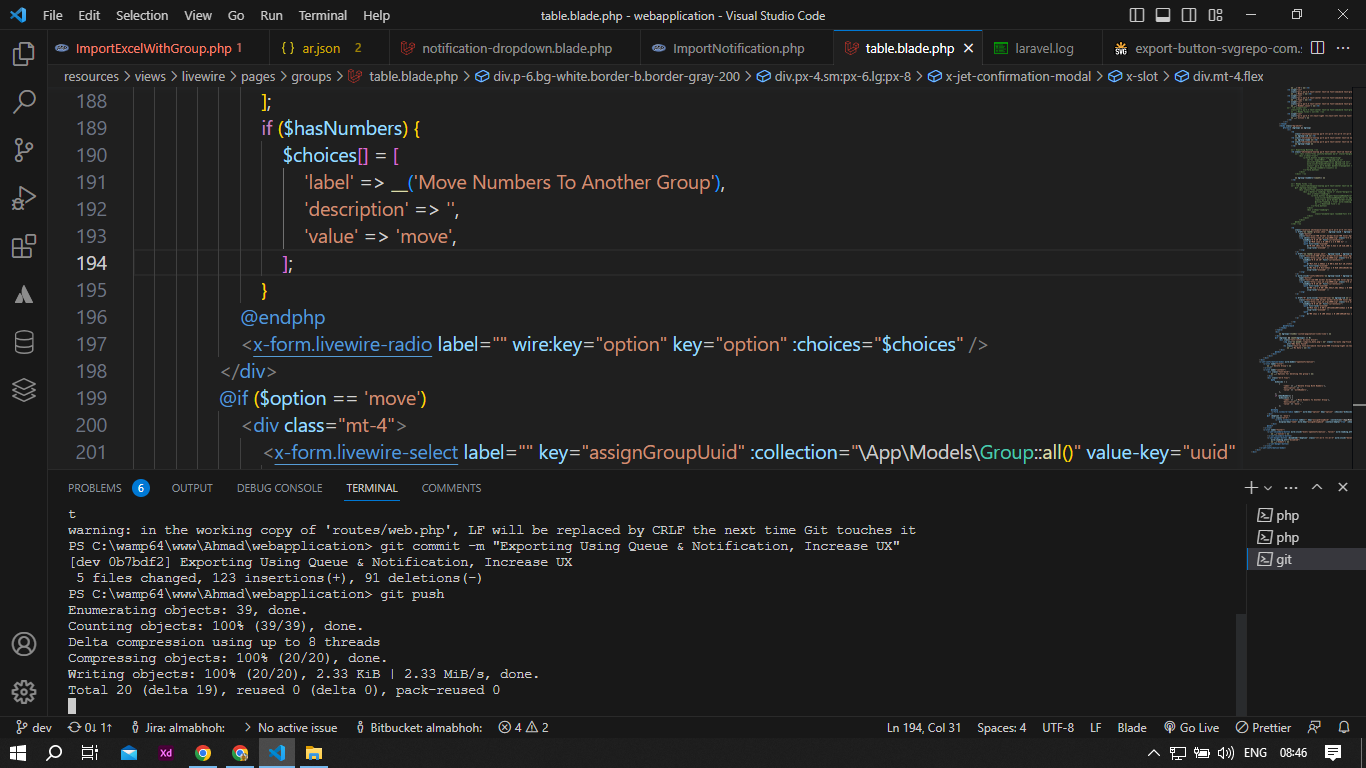 File Edit Selection View Go Run Terminal Help table.blade.php - webapplication - Visual Studio Code
ImportExcelWithGroup.php 1 {} ar.json 2 notification-dropdown.blade.php ImportNotification.php table.blade.php laravel.log export-button-svgrepo-com.s
resources > views > livewire > pages > groups > table.blade.php > div.p-6.bg-white.border-b.border-gray-200 > div.px-4.sm:px-6.lg:px-8 > x-jet-confirmation-modal > x-slot > div.mt-4.flex
188 ];
189 if ($hasNumbers) {
190 $choices[] = [
191 'label' => __('Move Numbers To Another Group'),
192 'description' => '',
193 'value' => 'move',
194 ];
195 }
196 @endphp
197 <x-form.livewire-radio label="" wire:key="option" key="option" :choices="$choices" />
198 </div>
199 @if ($option == 'move')
200 <div class="mt-4">
201 <x-form.livewire-select label="" key="assignGroupUuid" :collection="\App\Models\Group::all()" value-key="uuid"
PROBLEMS 6 OUTPUT DEBUG CONSOLE TERMINAL COMMENTS
t
warning: in the working copy of 'routes/web.php', LF will be replaced by CRLF the next time Git touches it
PS C:\wamp64\www\Ahmad\webapplication> git commit -m "Exporting Using Queue & Notification, Increase UX"
[dev 0b7bdf2] Exporting Using Queue & Notification, Increase UX
5 files changed, 123 insertions(+), 91 deletions(-)
PS C:\wamp64\www\Ahmad\webapplication> git push
Enumerating objects: 39, done.
Counting objects: 100% (39/39), done.
Delta compression using up to 8 threads
Compressing objects: 100% (20/20), done.
Writing objects: 100% (20/20), 2.33 KiB | 2.33 MiB/s, done.
Total 20 (delta 19), reused 0 (delta 0), pack-reused 0
php
php
git
dev 0↓ 1↑ Jira: almabhoh: No active issue Bitbucket: almabhoh: 4 2 Ln 194, Col 31 Spaces: 4 UTF-8 LF Blade Go Live Prettier
Xd ENG 08:46